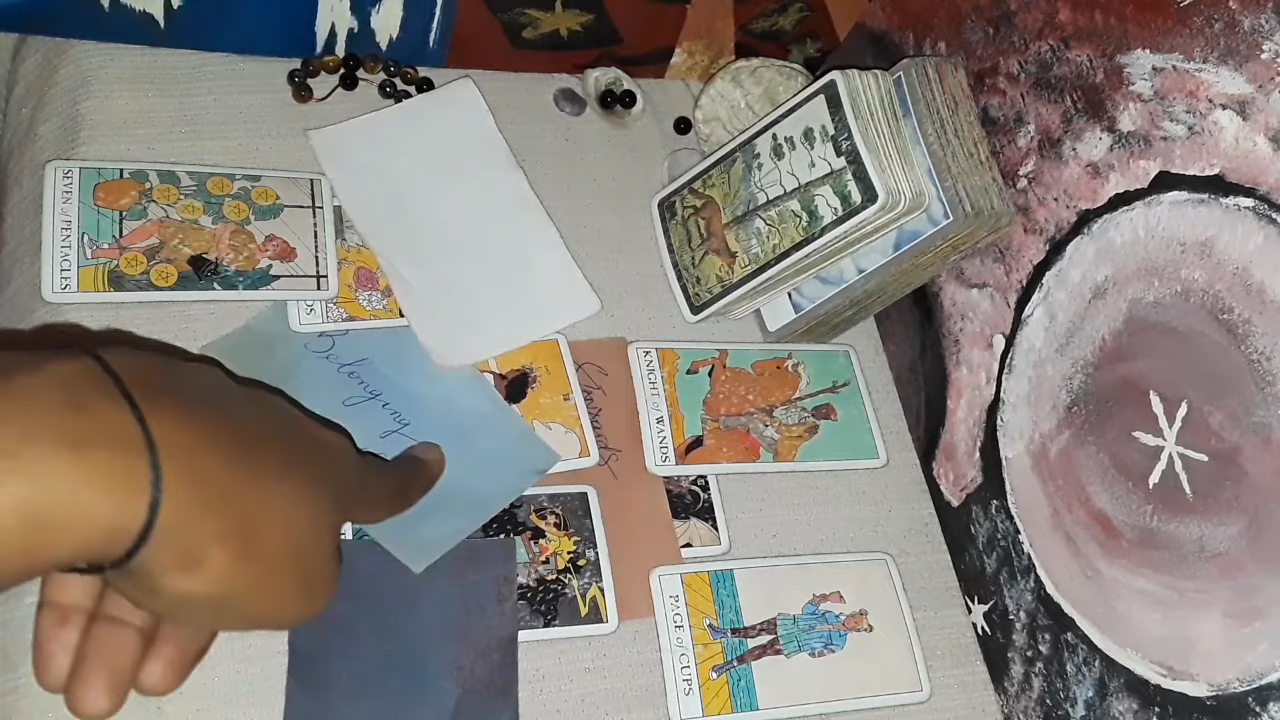 SEVEN of PENTACLES
Belonging
KNIGHT of WANDS
PAGE of CUPS